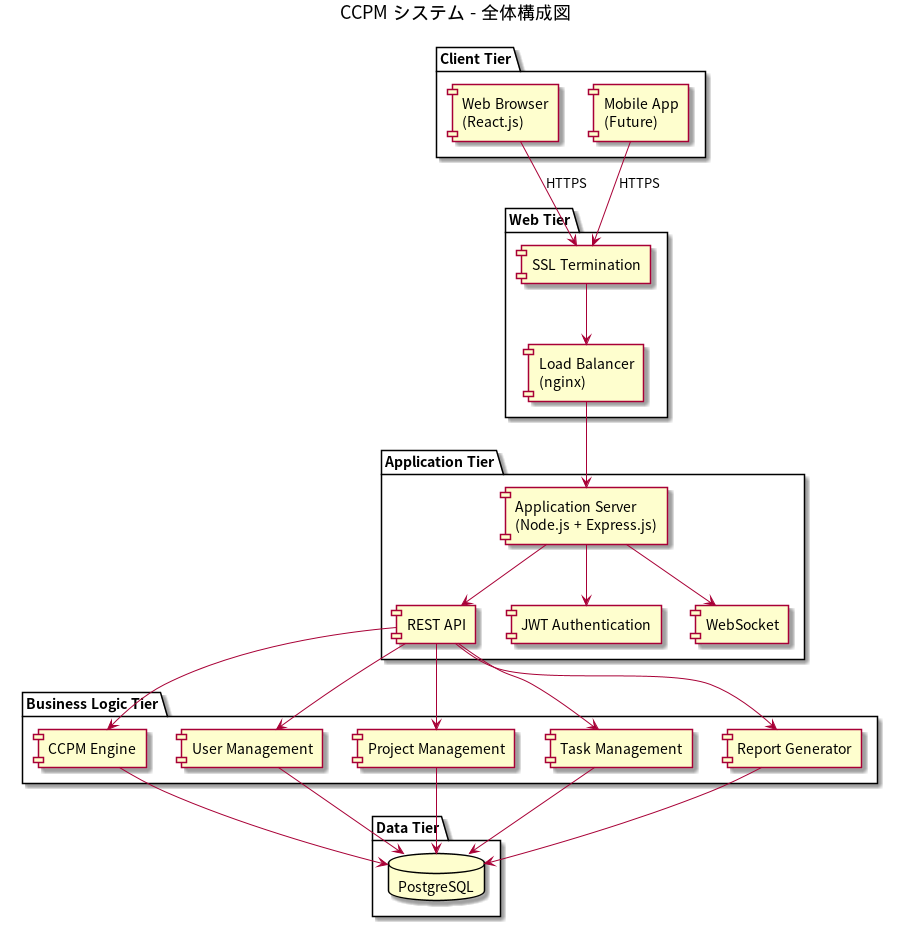 CCPM システム - 全体構成図
Client Tier
Web Browser
(React.js)
Mobile App
(Future)
HTTPS
HTTPS
Web Tier
SSL Termination
Load Balancer
(nginx)
Application Tier
Application Server
(Node.js + Express.js)
REST API
JWT Authentication
WebSocket
Business Logic Tier
CCPM Engine
User Management
Project Management
Task Management
Report Generator
Data Tier
PostgreSQL